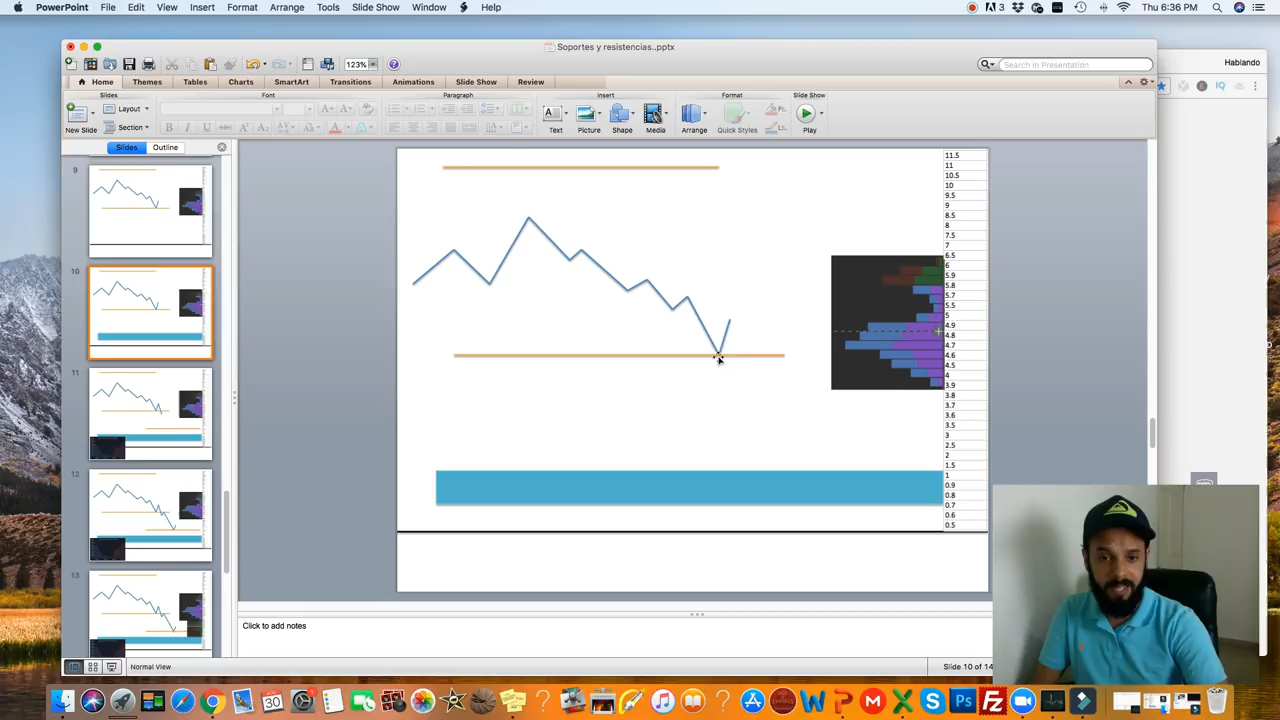 PowerPoint File Edit View Insert Format Arrange Tools Slide Show Window Help
3 Thu 6:36 PM
Soportes y resistencias..pptx
Habiando
123%
Search in Presentation
Home Themes Tables Charts SmartArt Transitions Animations Slide Show Review
Slides Font Paragraph Insert Format Slide Show
New Slide
Layout
Section
B I U
Text Picture Shape Media Arrange Quick Styles Play
IQ
Slides Outline
9
10
11
12
13
11.5
11
10.5
10
9.5
9
8.5
8
7.5
7
6.5
6
5.9
5.8
5.7
5.5
5
4.9
4.8
4.7
4.6
4.5
4
3.9
3.8
3.7
3.6
3.5
3
2.5
2
1.5
1
0.9
0.8
0.7
0.6
0.5
Click to add notes
Normal View
Slide 10 of 14
30